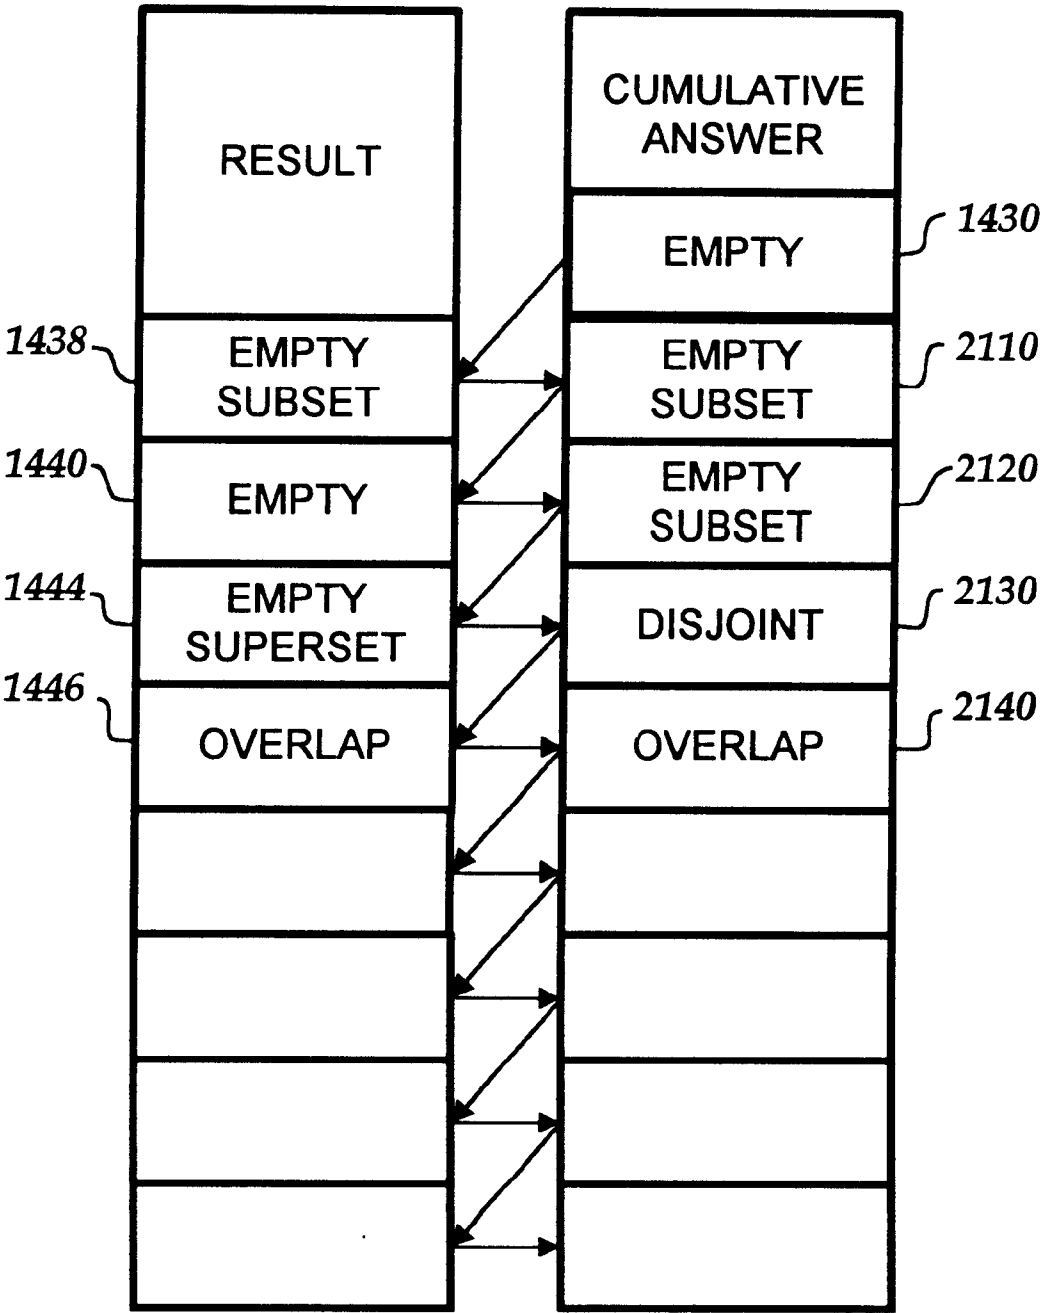 RESULT
CUMULATIVE
ANSWER
EMPTY
1430
1438
EMPTY
SUBSET
EMPTY
SUBSET
2110
1440
EMPTY
EMPTY
SUBSET
2120
1444
EMPTY
SUPERSET
DISJOINT
2130
1446
OVERLAP
OVERLAP
2140